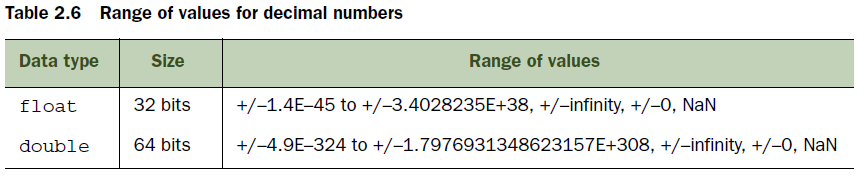 Table 2.6 Range of values for decimal numbers
Data type Size Range of values
float 32 bits +/–1.4E–45 to +/–3.4028235E+38, +/–infinity, +/–0, NaN
double 64 bits +/–4.9E–324 to +/–1.7976931348623157E+308, +/–infinity, +/–0, NaN